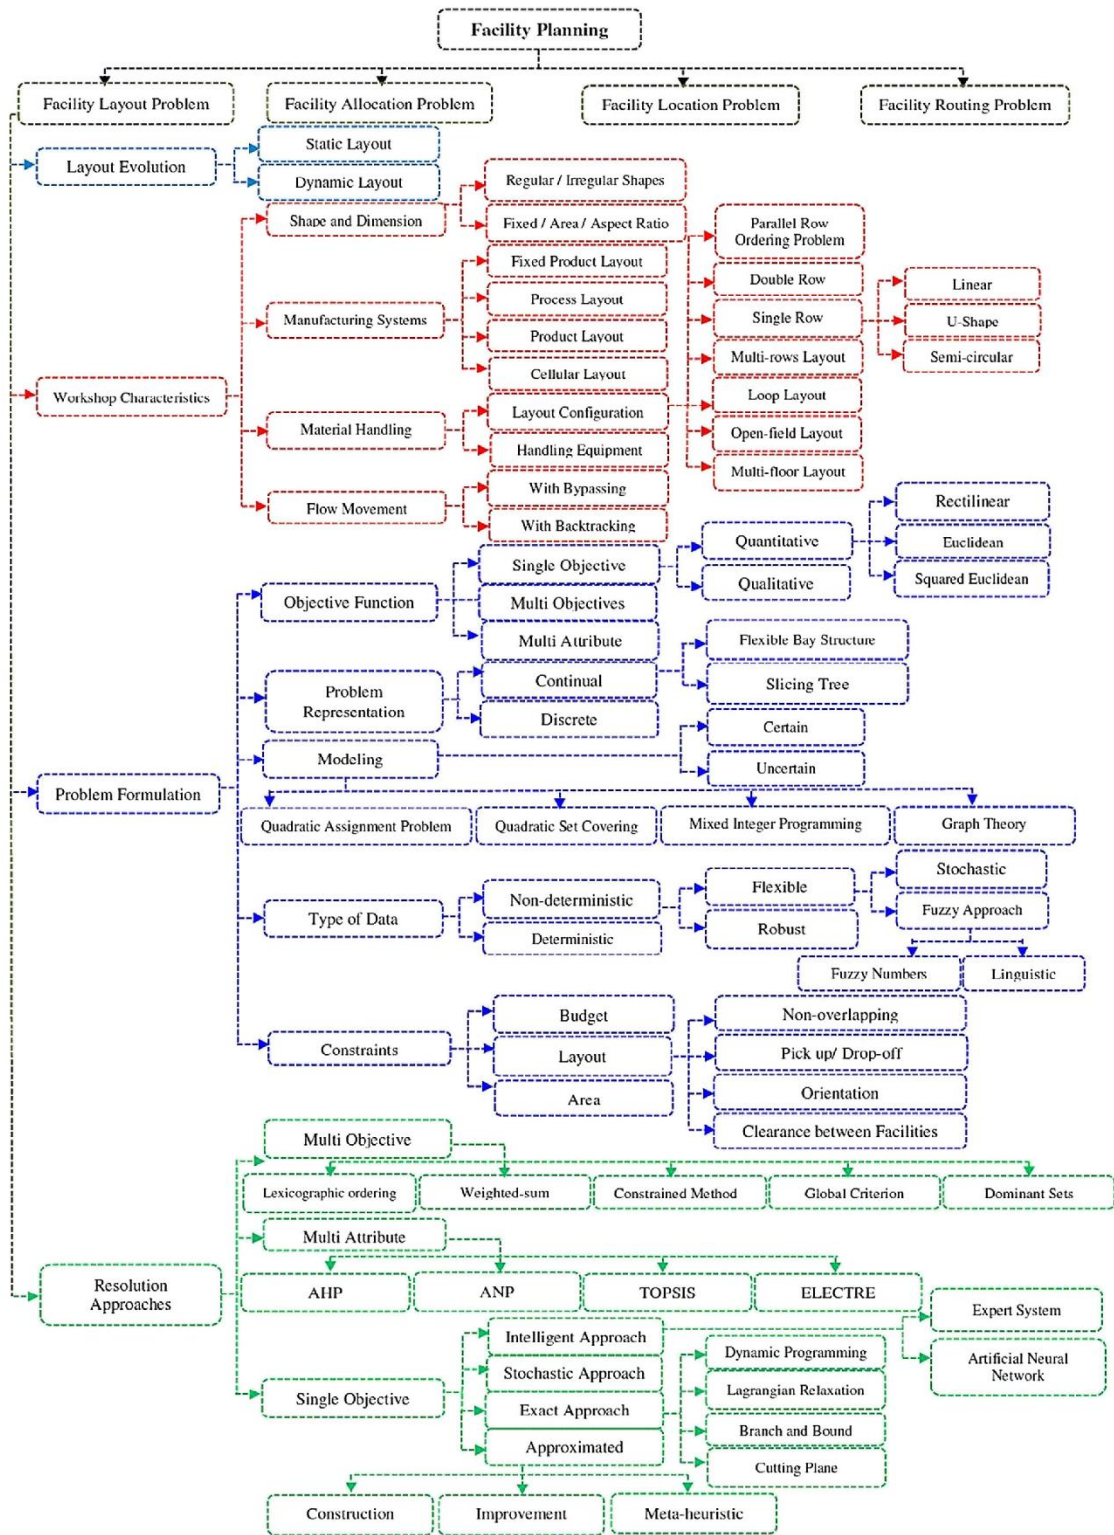 Facility Planning
Facility Layout Problem
Facility Allocation Problem
Facility Location Problem
Facility Routing Problem
Layout Evolution
Static Layout
Dynamic Layout
Workshop Characteristics
Shape and Dimension
Regular / Irregular Shapes
Fixed / Area / Aspect Ratio
Manufacturing Systems
Fixed Product Layout
Process Layout
Product Layout
Cellular Layout
Material Handling
Layout Configuration
Handling Equipment
Parallel Row
Ordering Problem
Double Row
Single Row
Multi-rows Layout
Loop Layout
Open-field Layout
Multi-floor Layout
Linear
U-Shape
Semi-circular
Flow Movement
With Bypassing
With Backtracking
Problem Formulation
Objective Function
Single Objective
Multi Objectives
Multi Attribute
Quantitative
Qualitative
Rectilinear
Euclidean
Squared Euclidean
Problem
Representation
Continual
Discrete
Flexible Bay Structure
Slicing Tree
Modeling
Certain
Uncertain
Quadratic Assignment Problem
Quadratic Set Covering
Mixed Integer Programming
Graph Theory
Type of Data
Non-deterministic
Deterministic
Flexible
Robust
Stochastic
Fuzzy Approach
Fuzzy Numbers
Linguistic
Constraints
Budget
Layout
Area
Non-overlapping
Pick up/ Drop-off
Orientation
Clearance between Facilities
Resolution
Approaches
Multi Objective
Lexicographic ordering
Weighted-sum
Constrained Method
Global Criterion
Dominant Sets
Multi Attribute
AHP
ANP
TOPSIS
ELECTRE
Single Objective
Intelligent Approach
Stochastic Approach
Exact Approach
Approximated
Expert System
Artificial Neural
Network
Dynamic Programming
Lagrangian Relaxation
Branch and Bound
Cutting Plane
Construction
Improvement
Meta-heuristic